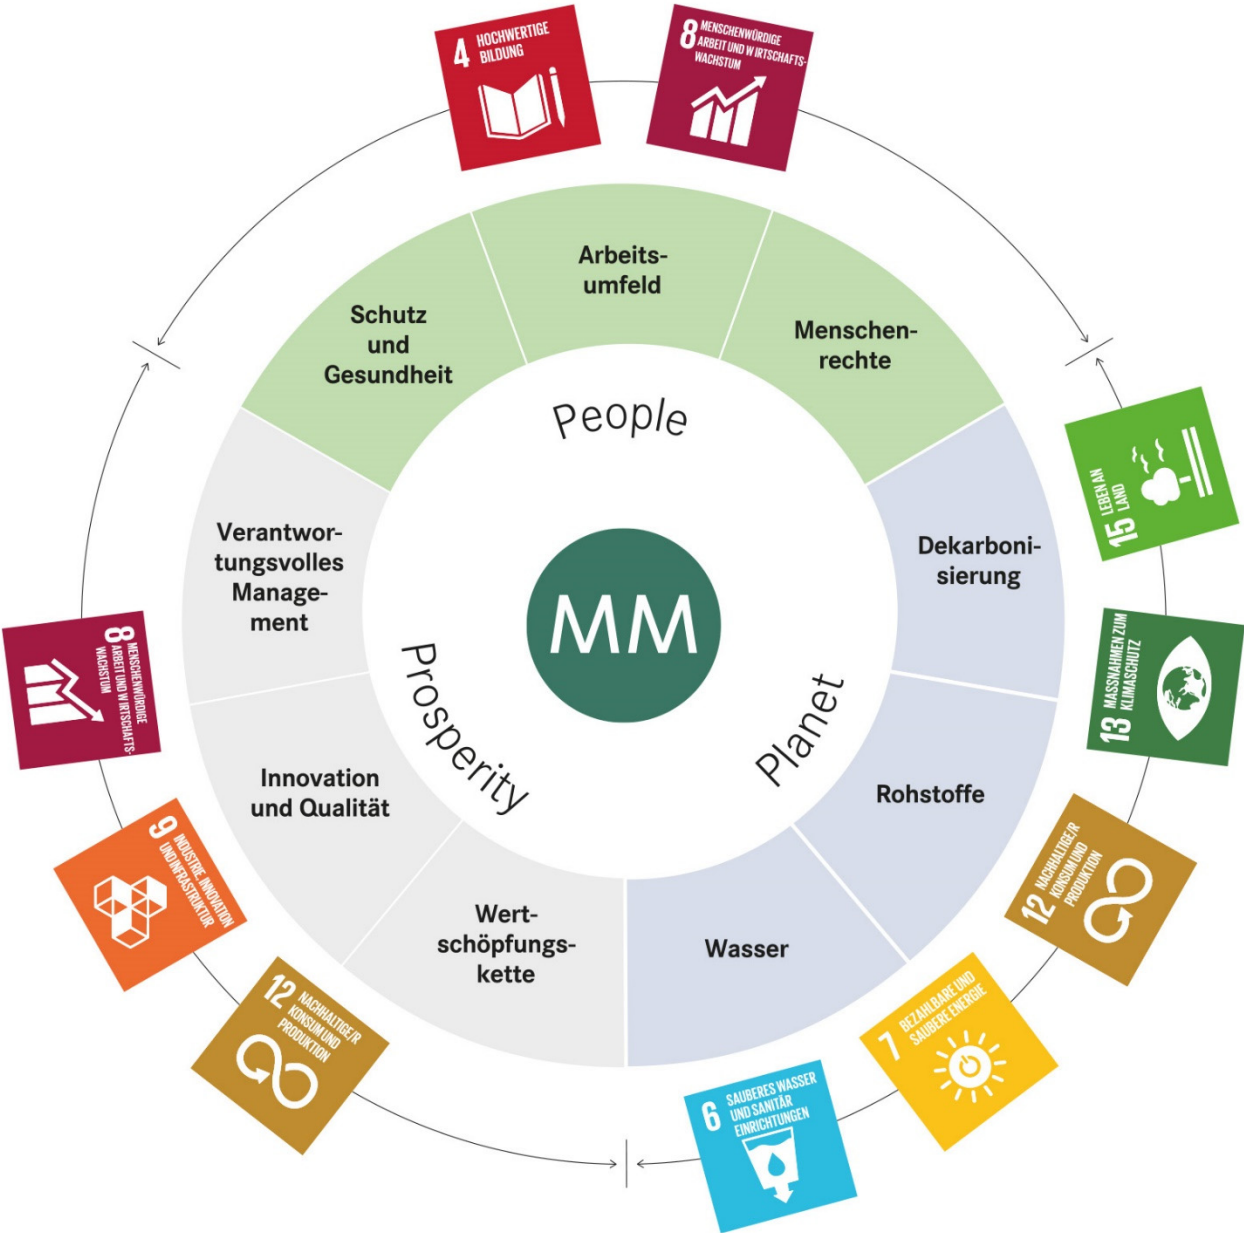 4 HOCHWERTIGE
BILDUNG
8 MENSCHENWÜRDIGE
ARBEIT UND WIRTSCHAFTS-
WACHSTUM
Arbeits-
umfeld
Schutz
und
Gesundheit
Menschen-
rechte
People
15 LEBEN AN
LAND
Verantwor-
tungsvolles
Manage-
ment
Dekarboni-
sierung
MM
8 MENSCHENWÜRDIGE
ARBEIT UND WIRTSCHAFTS-
WACHSTUM
Prosperity
Planet
13 MASSNAHMEN ZUM
KLIMASCHUTZ
Innovation
und Qualität
Rohstoffe
9 INDUSTRIE, INNOVATION
UND INFRASTRUKTUR
12 NACHHALTIGE/R
KONSUM UND
PRODUKTION
Wert-
schöpfungs-
kette
Wasser
12 NACHHALTIGE/R
KONSUM UND
PRODUKTION
7 BEZAHLBARE UND
SAUBERE ENERGIE
6 SAUBERES WASSER
UND SANITÄR
EINRICHTUNGEN